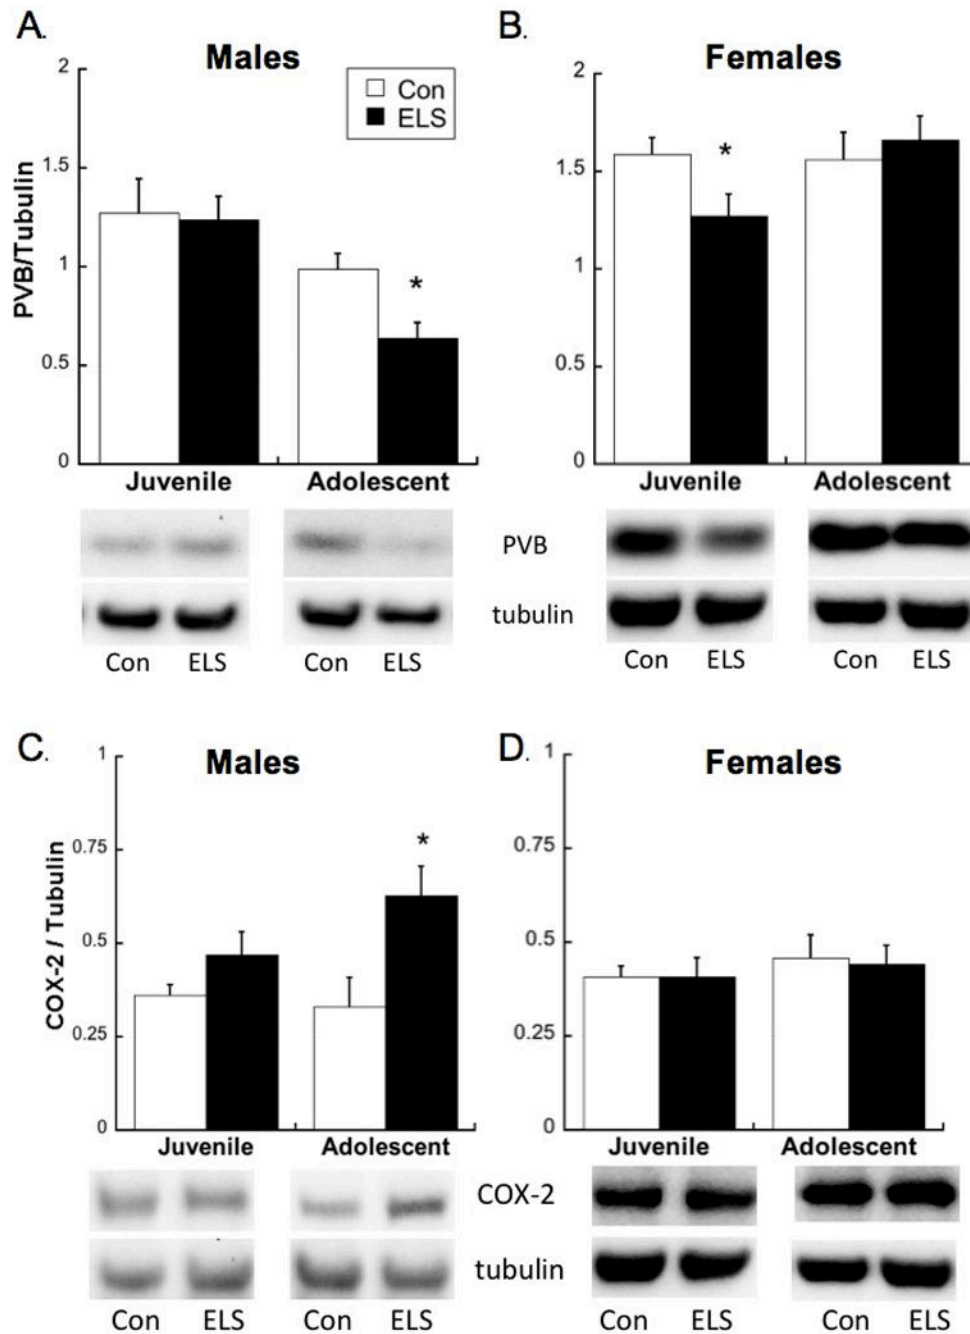 A.
Males
2
Con
ELS
1.5
1
0.5
0
PVB/Tubulin
*
Juvenile
Adolescent
B.
Females
2
1.5
1
0.5
0
*
Juvenile
Adolescent
PVB
tubulin
Con
ELS
Con
ELS
Con
ELS
Con
ELS
C.
Males
1
0.75
0.5
0.25
0
COX-2 / Tubulin
*
Juvenile
Adolescent
D.
Females
1
0.75
0.5
0.25
0
Juvenile
Adolescent
COX-2
tubulin
Con
ELS
Con
ELS
Con
ELS
Con
ELS